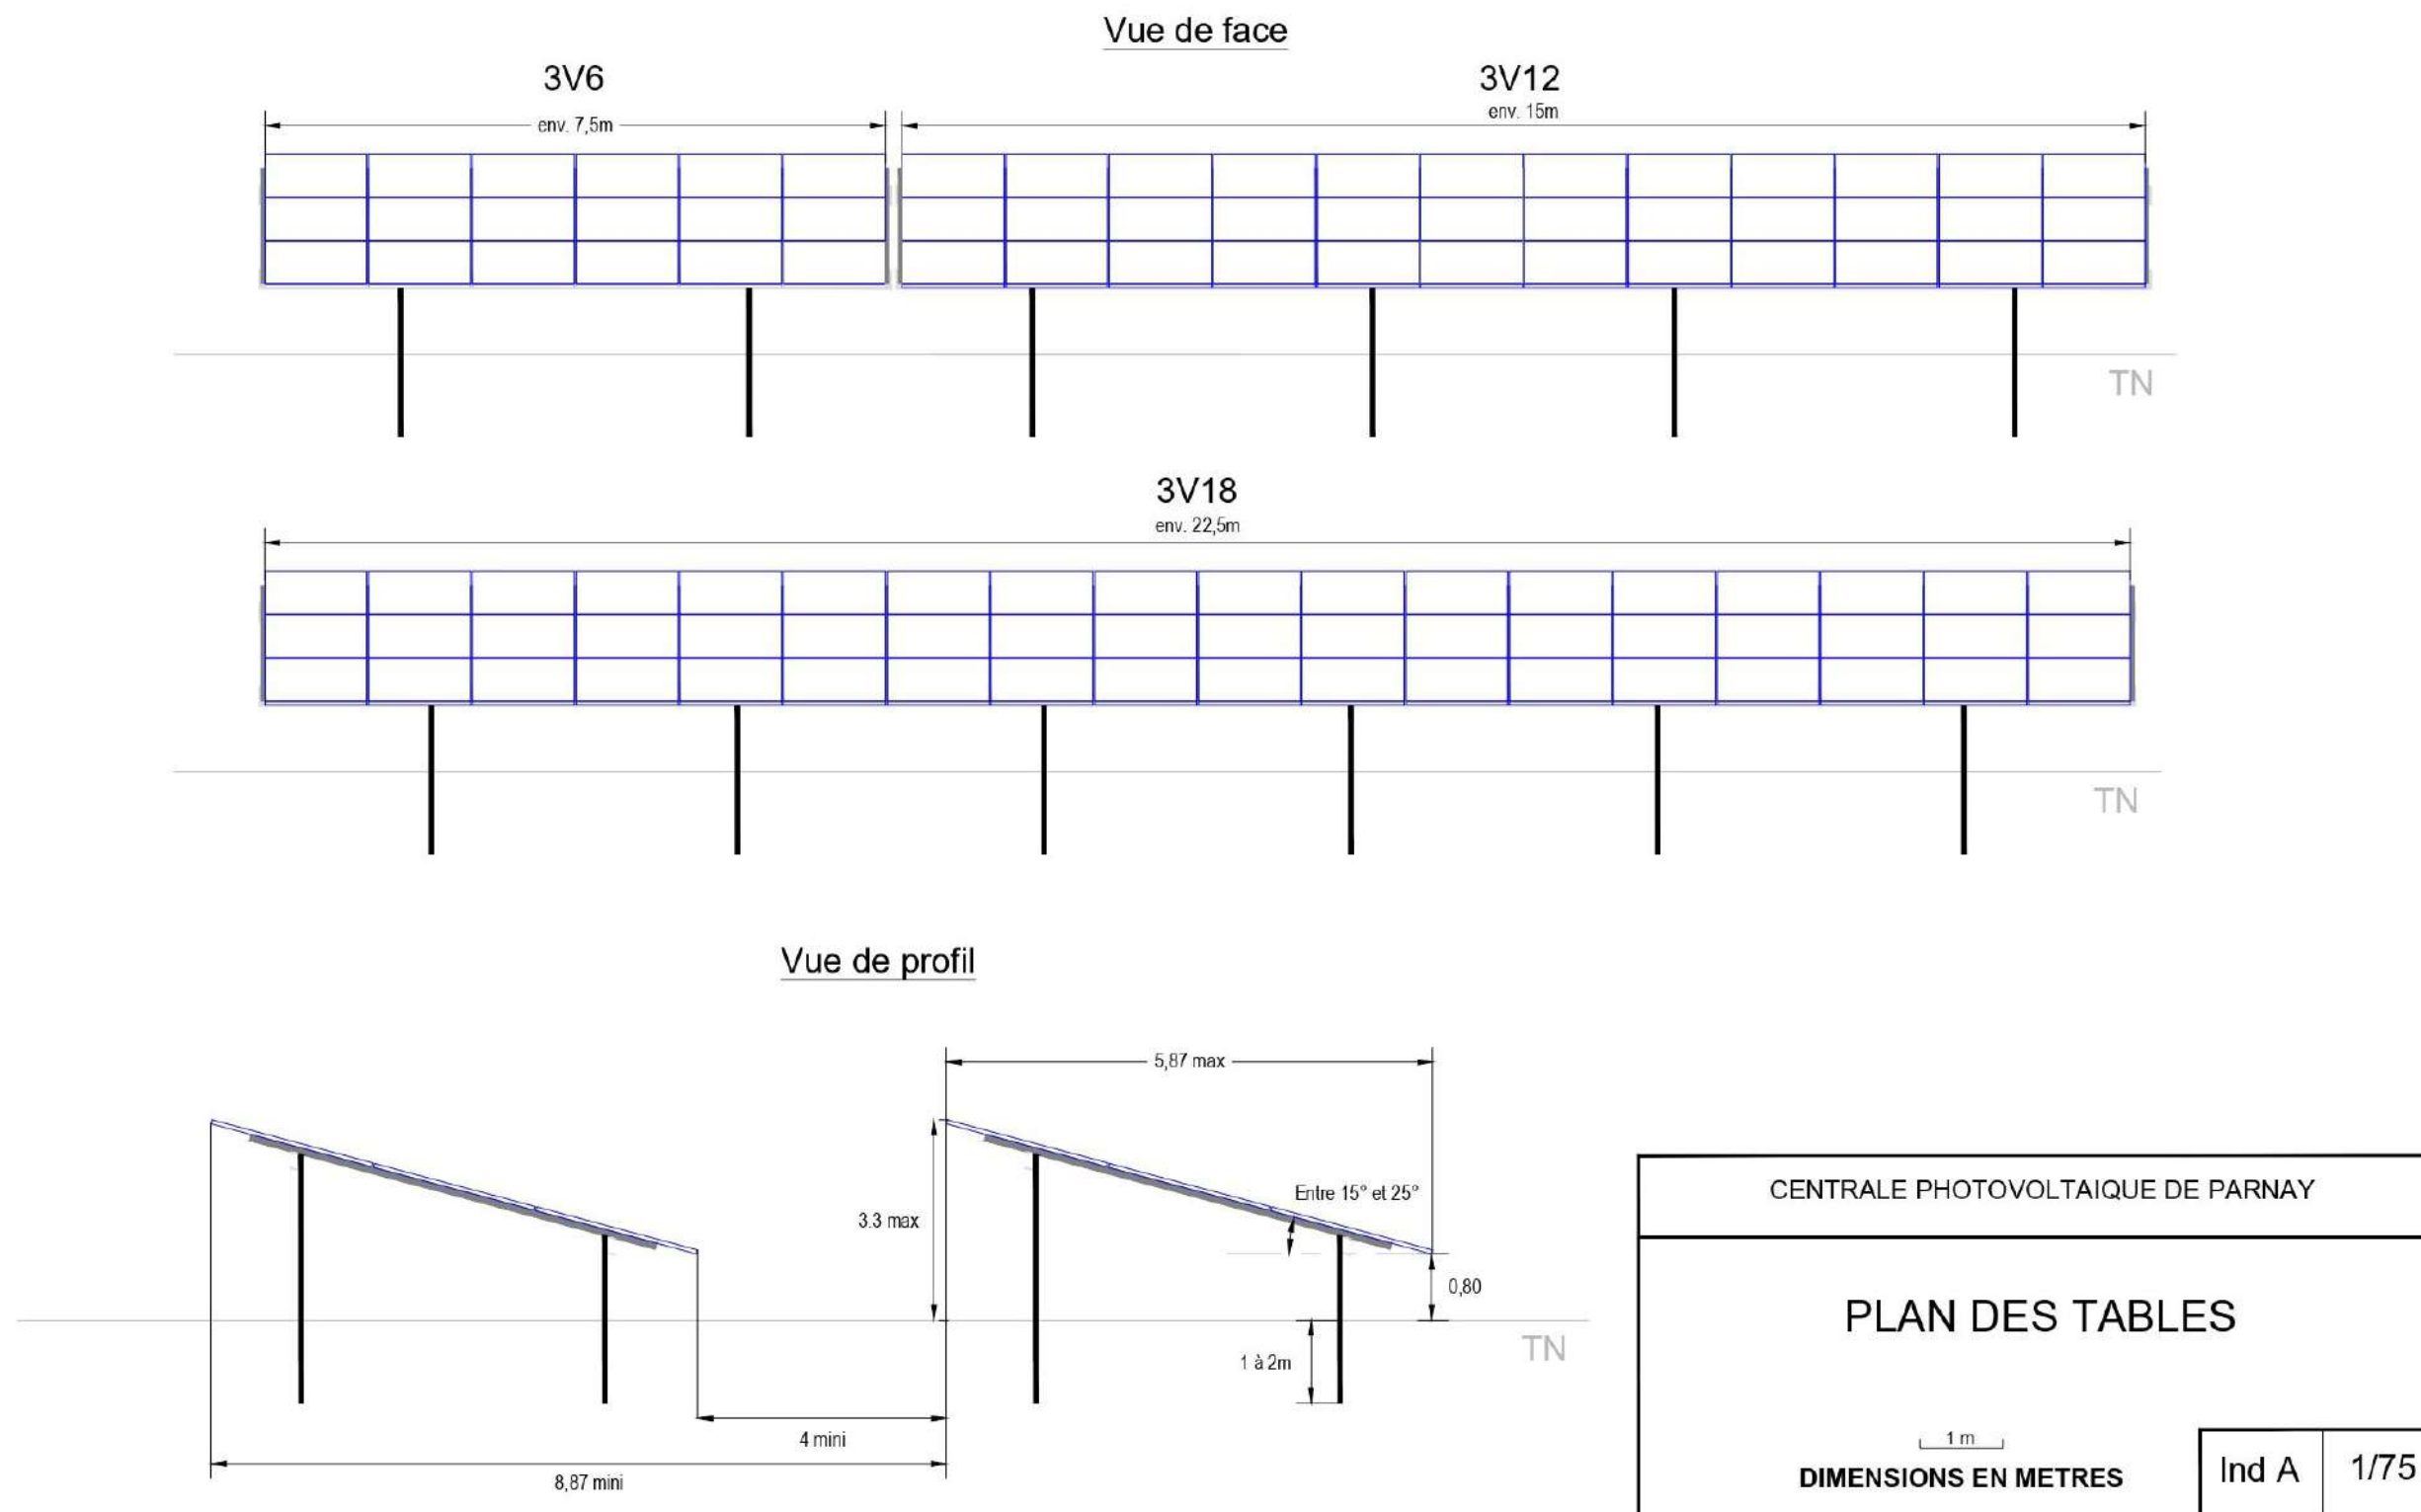 Vue de face
3V6
3V12
env. 7,5m
env. 15m
TN
3V18
env. 22,5m
TN
Vue de profil
5,87 max
Entre 15° et 25°
3.3 max
0,80
TN
1 à 2m
4 mini
8,87 mini
CENTRALE PHOTOVOLTAIQUE DE PARNAY
PLAN DES TABLES
1 m
DIMENSIONS EN METRES
Ind A
1/75